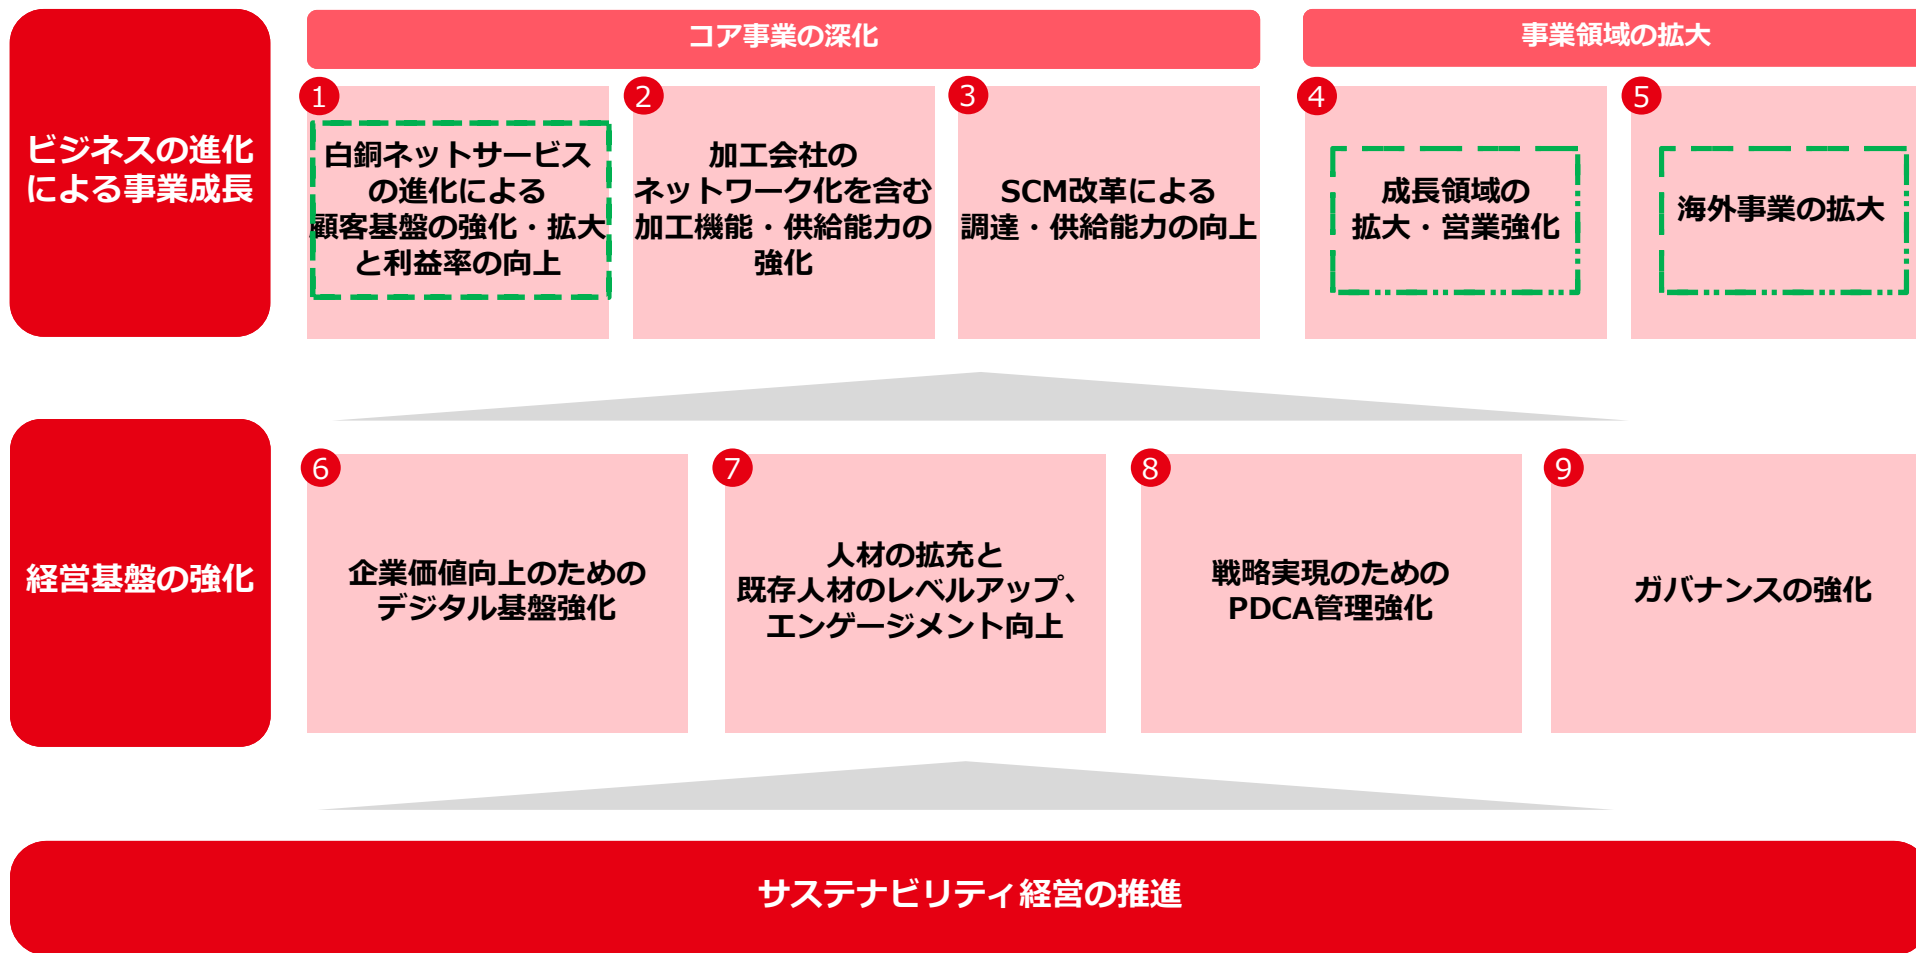 ビジネスの進化
による事業成長
コア事業の深化
事業領域の拡大
1
白銅ネットサービス
の進化による
顧客基盤の強化・拡大
と利益率の向上
2
加工会社の
ネットワーク化を含む
加工機能・供給能力の
強化
3
SCM改革による
調達・供給能力の向上
4
成長領域の
拡大・営業強化
5
海外事業の拡大
経営基盤の強化
6
企業価値向上のための
デジタル基盤強化
7
人材の拡充と
既存人材のレベルアップ、
エンゲージメント向上
8
戦略実現のための
PDCA管理強化
9
ガバナンスの強化
サステナビリティ経営の推進